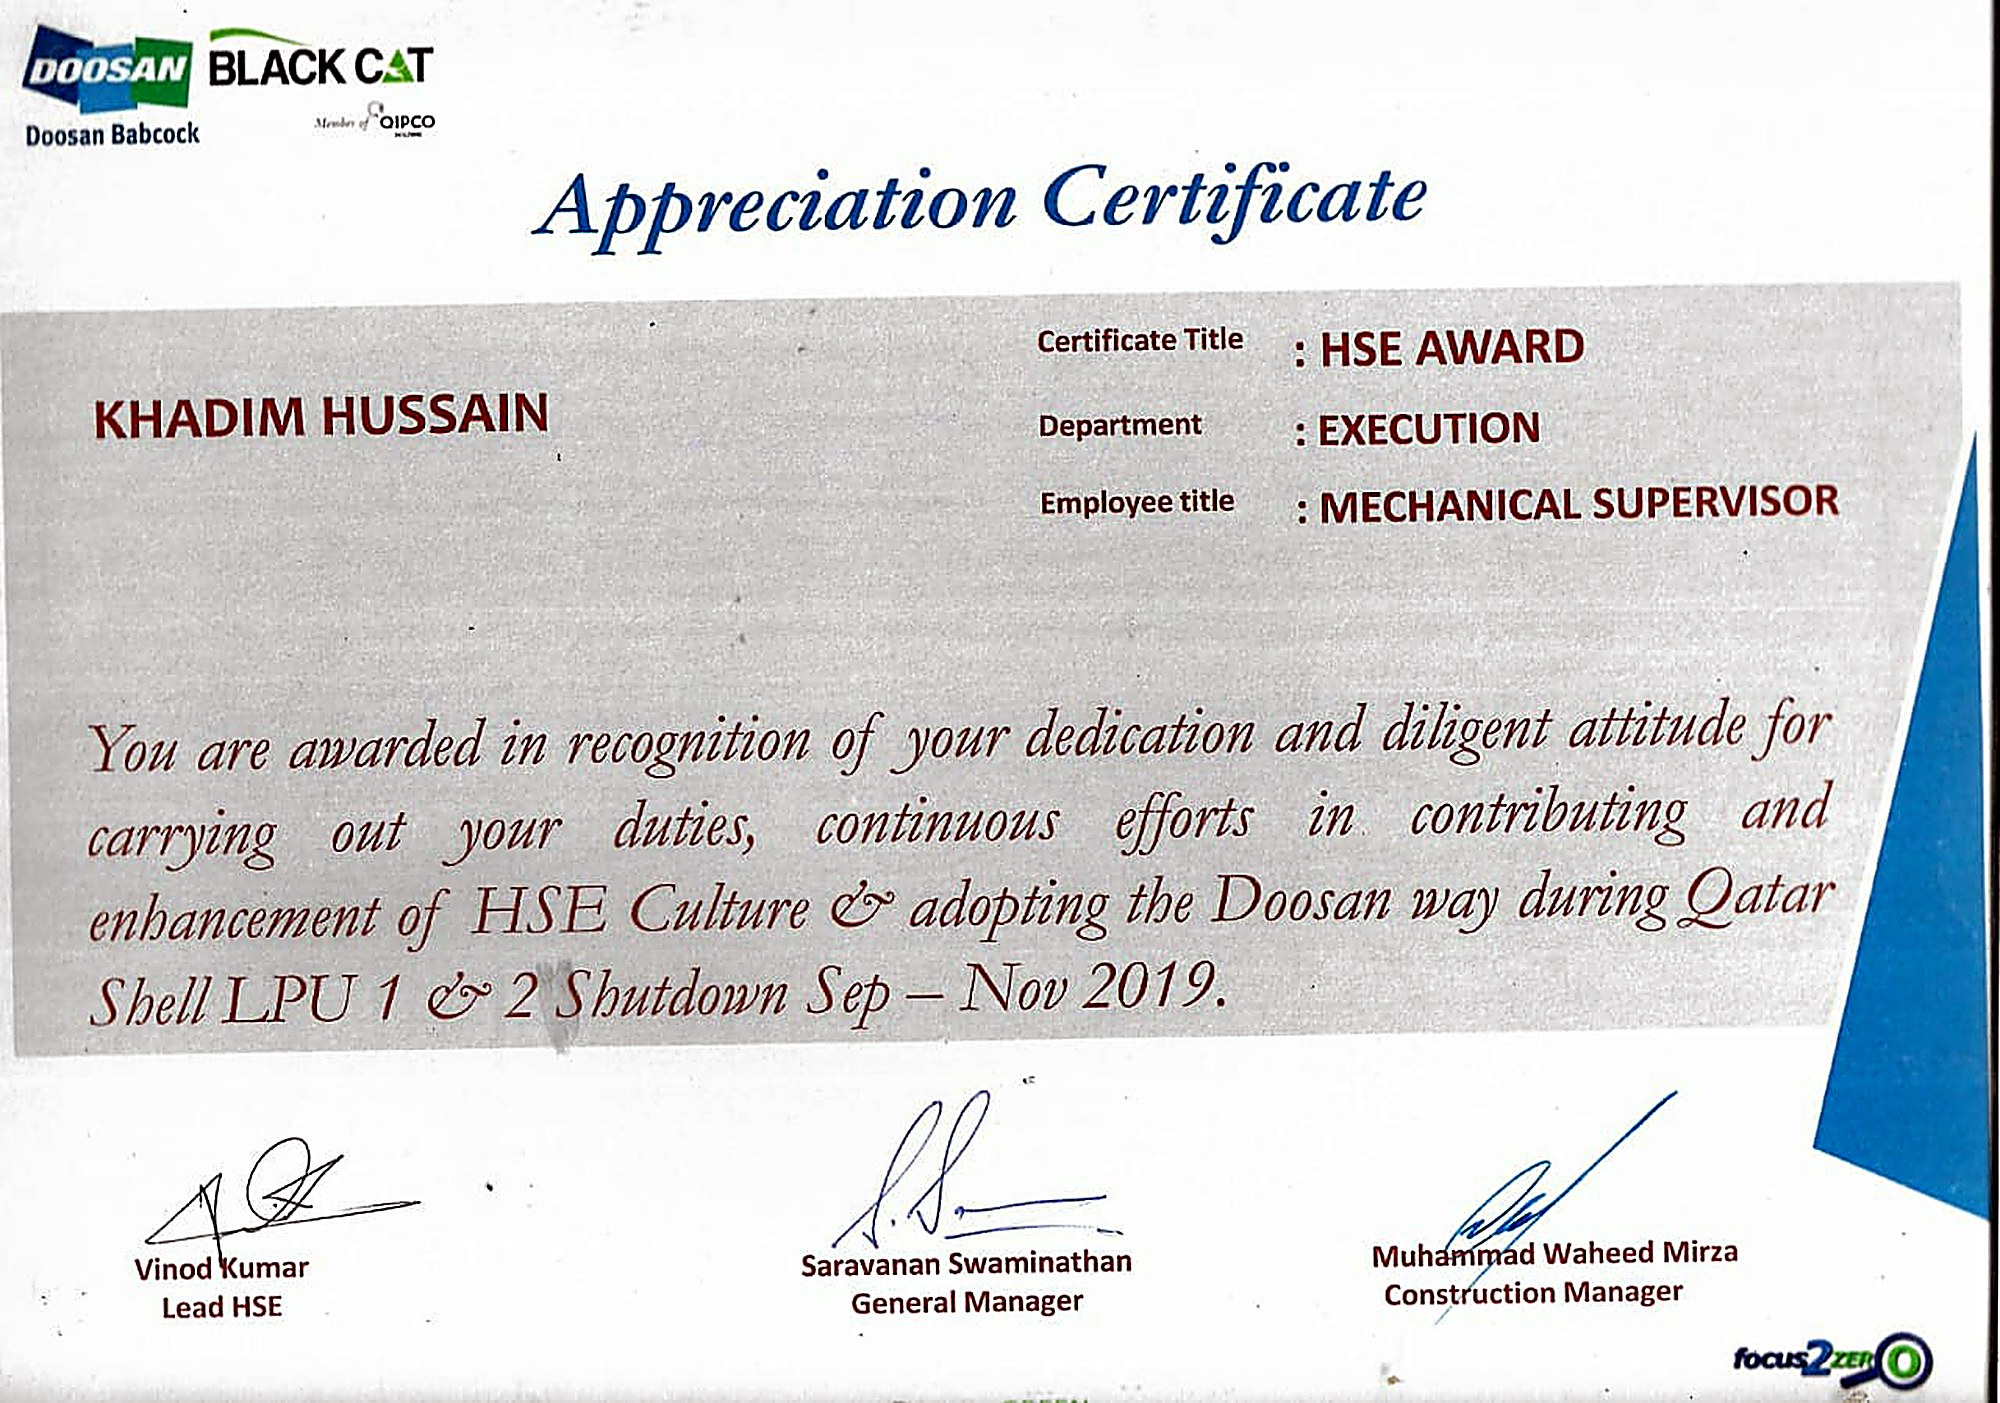 DOOSAN BLACK CAT
Doosan Babcock
Member of QIPCO
Appreciation Certificate
KHADIM HUSSAIN
Certificate Title : HSE AWARD
Department : EXECUTION
Employee title : MECHANICAL SUPERVISOR
You are awarded in recognition of your dedication and diligent attitude for
carrying out your duties, continuous efforts in contributing and
enhancement of HSE Culture & adopting the Doosan way during Qatar
Shell LPU 1 & 2 Shutdown Sep – Nov 2019.
Vinod Kumar
Lead HSE
Saravanan Swaminathan
General Manager
Muhammad Waheed Mirza
Construction Manager
focus2ZERO